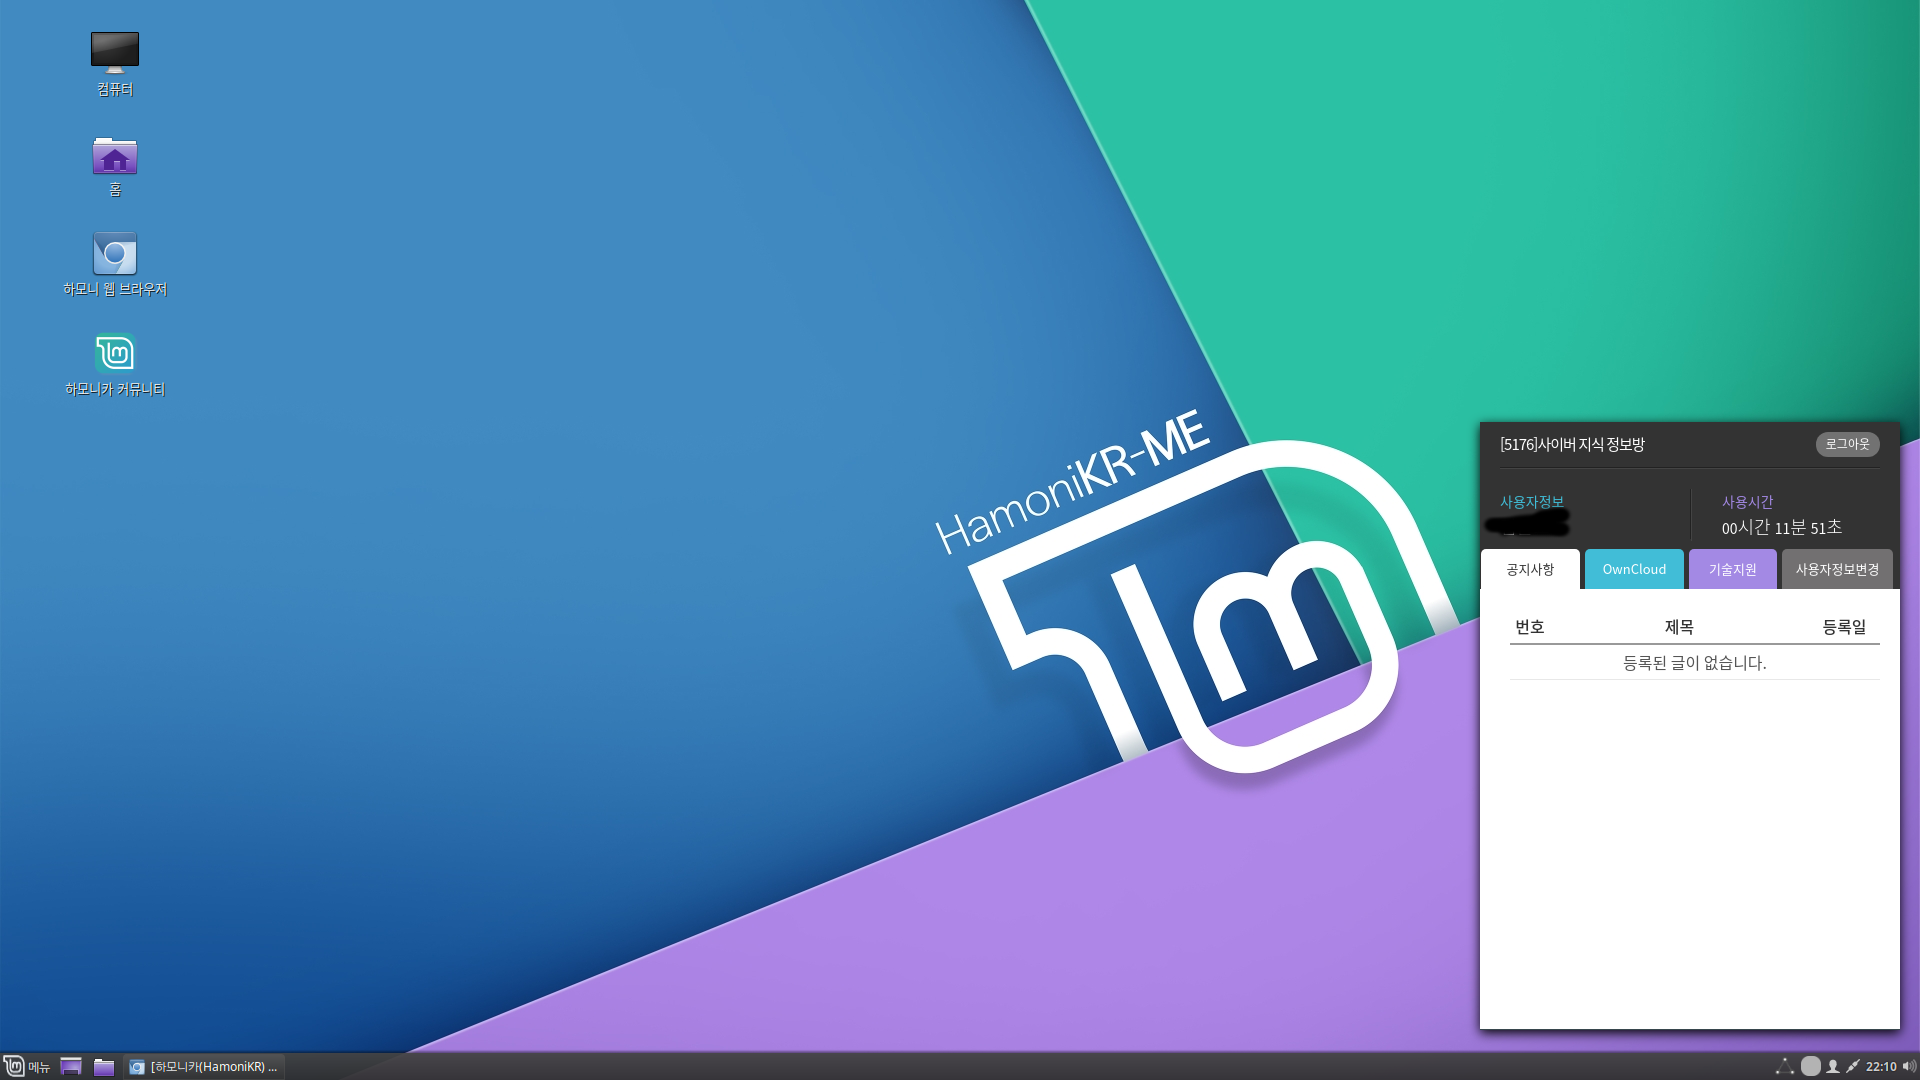 컴퓨터
홈
하모니 웹 브라우저
하모니카 커뮤니티
HamoniKR-ME
[5176]사이버 지식 정보방
로그아웃
사용자정보
사용시간
00시간 11분 51초
공지사항
OwnCloud
기술지원
사용자정보변경
번호 제목 등록일
등록된 글이 없습니다.
메뉴
[하모니카(HamoniKR) ...
22:10